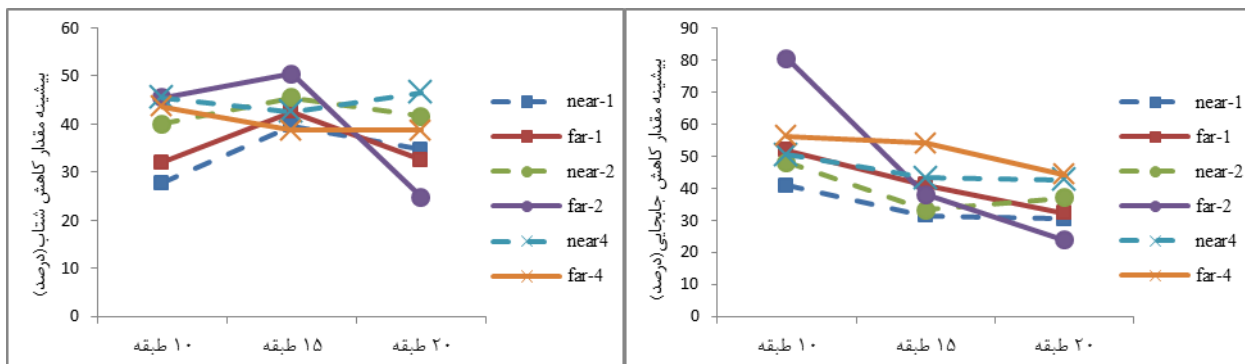 بیشینه مقدار کاهش شتاب(درصد)
60
50
40
30
20
10
0
۱۰ طبقه
۱۵ طبقه
۲۰ طبقه
near-1
far-1
near-2
far-2
near4
far-4
بیشینه مقدار کاهش جابجایی(درصد)
90
80
70
60
50
40
30
20
10
0
۱۰ طبقه
۱۵ طبقه
۲۰ طبقه
near-1
far-1
near-2
far-2
near4
far-4